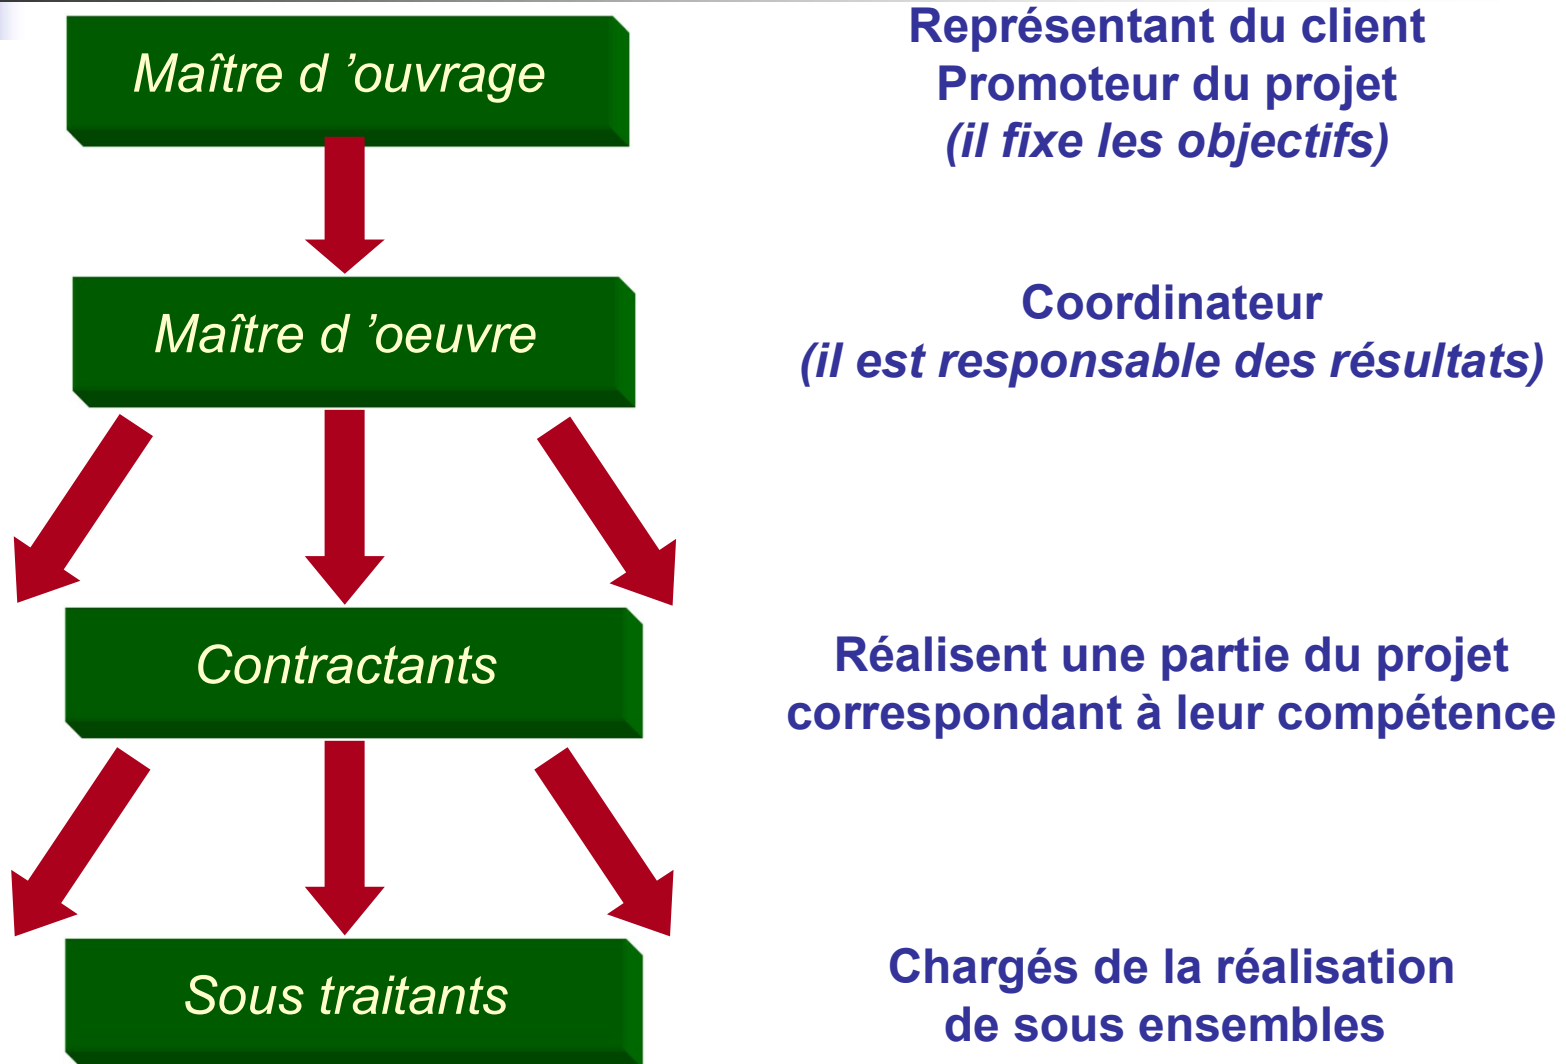 Maître d ’ouvrage
Représentant du client
Promoteur du projet
(il fixe les objectifs)
Maître d ’oeuvre
Coordinateur
(il est responsable des résultats)
Contractants
Réalisent une partie du projet
correspondant à leur compétence
Sous traitants
Chargés de la réalisation
de sous ensembles